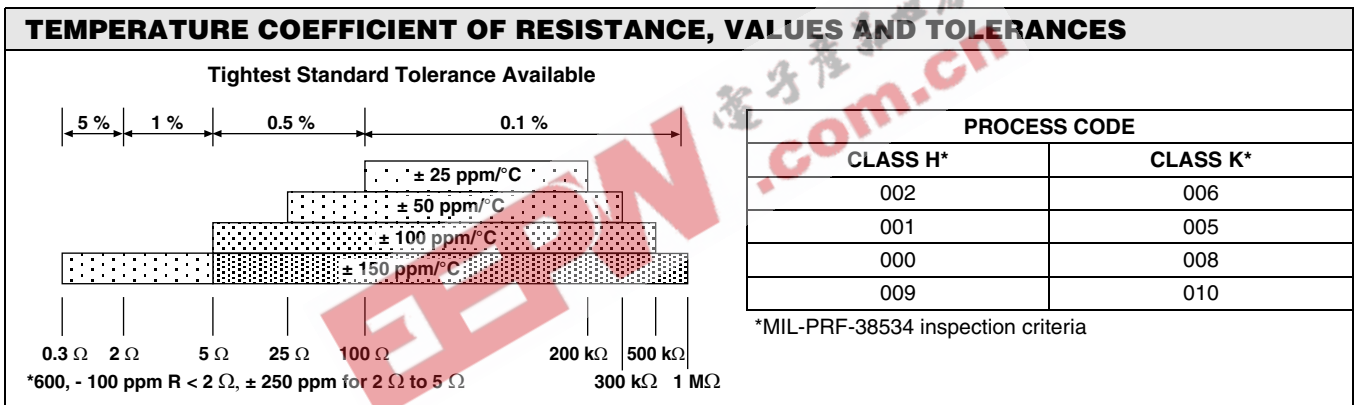 TEMPERATURE COEFFICIENT OF RESISTANCE, VALUES AND TOLERANCES
Tightest Standard Tolerance Available
5 % 1 % 0.5 % 0.1 %
± 25 ppm/°C
± 50 ppm/°C
± 100 ppm/°C
± 150 ppm/°C
0.3 Ω 2 Ω 5 Ω 25 Ω 100 Ω 200 kΩ 500 kΩ
300 kΩ 1 MΩ
*600, - 100 ppm R < 2 Ω, ± 250 ppm for 2 Ω to 5 Ω
PROCESS CODE
CLASS H* CLASS K*
002 006
001 005
000 008
009 010
*MIL-PRF-38534 inspection criteria
EEPW
.com.cn